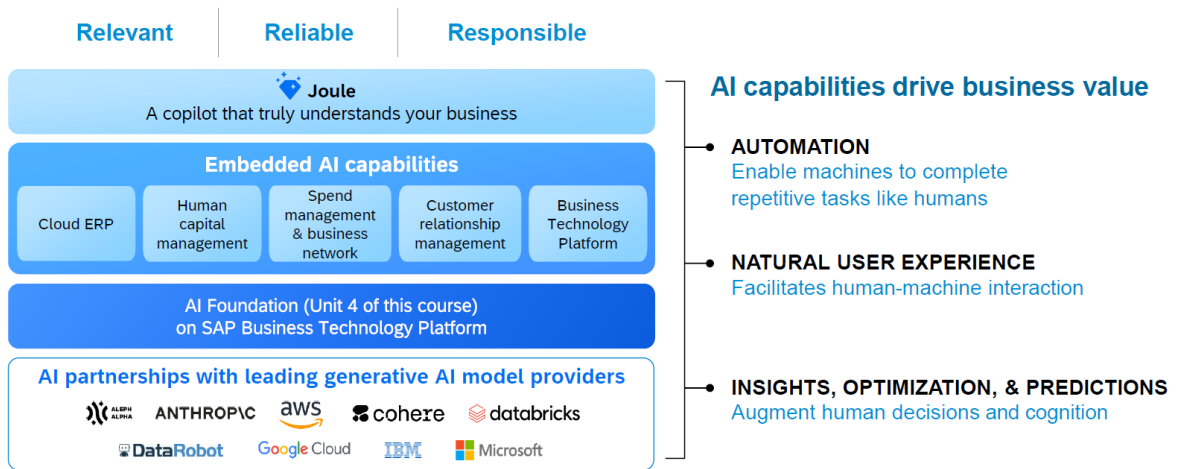 Relevant
Reliable
Responsible
Joule
A copilot that truly understands your business
Embedded AI capabilities
Cloud ERP
Human
capital
management
Spend
management
& business
network
Customer
relationship
management
Business
Technology
Platform
AI Foundation (Unit 4 of this course)
on SAP Business Technology Platform
AI partnerships with leading generative AI model providers
ALEPH
ALPHA
ANTHROP\C
aws
cohere
databricks
DataRobot
Google Cloud
IBM
Microsoft
AI capabilities drive business value
AUTOMATION
Enable machines to complete
repetitive tasks like humans
NATURAL USER EXPERIENCE
Facilitates human-machine interaction
INSIGHTS, OPTIMIZATION, & PREDICTIONS
Augment human decisions and cognition